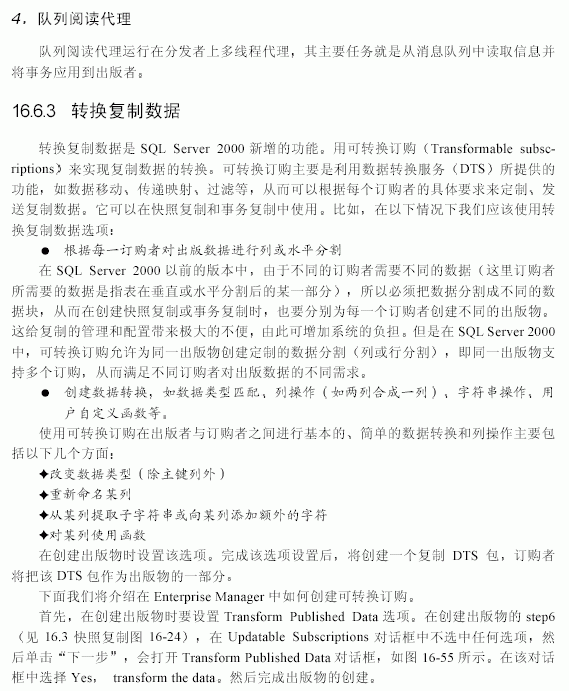 4．队列阅读代理
队列阅读代理运行在分发者上多线程代理，其主要任务就是从消息队列中读取信息并
将事务应用到出版者。
16.6.3 转换复制数据
转换复制数据是 SQL Server 2000 新增的功能。用可转换订购（Transformable subsc-
riptions）来实现复制数据的转换。可转换订购主要是利用数据转换服务（DTS）所提供的
功能，如数据移动、传递映射、过滤等，从而可以根据每个订购者的具体要求来定制、发
送复制数据。它可以在快照复制和事务复制中使用。比如，在以下情况下我们应该使用转
换复制数据选项：
● 根据每一订购者对出版数据进行列或水平分割
在 SQL Server 2000 以前的版本中，由于不同的订购者需要不同的数据（这里订购者
所需要的数据是指表在垂直或水平分割后的某一部分），所以必须把数据分割成不同的数
据块，从而在创建快照复制或事务复制时，也要分别为每一个订购者创建不同的出版物。
这给复制的管理和配置带来极大的不便，由此可增加系统的负担。但是在 SQL Server 2000
中，可转换订购允许为同一出版物创建定制的数据分割（列或行分割），即同一出版物支
持多个订购，从而满足不同订购者对出版数据的不同需求。
● 创建数据转换，如数据类型匹配、列操作（如两列合成一列）、字符串操作、用
户自定义函数等。
使用可转换订购在出版者与订购者之间进行基本的、简单的数据转换和列操作主要包
括以下几个方面：
✦改变数据类型（除主键列外）
✦重新命名某列
✦从某列提取子字符串或向某列添加额外的字符
✦对某列使用函数
在创建出版物时设置该选项。完成该选项设置后，将创建一个复制 DTS 包，订购者
将把该 DTS 包作为出版物的一部分。
下面我们将介绍在 Enterprise Manager 中如何创建可转换订购。
首先，在创建出版物时要设置 Transform Published Data 选项。在创建出版物的 step6
（见 16.3 快照复制图 16-24），在 Updatable Subscriptions 对话框中不选中任何选项，然
后单击“下一步”，会打开 Transform Published Data 对话框，如图 16-55 所示。在该对话
框中选择 Yes， transform the data。然后完成出版物的创建。